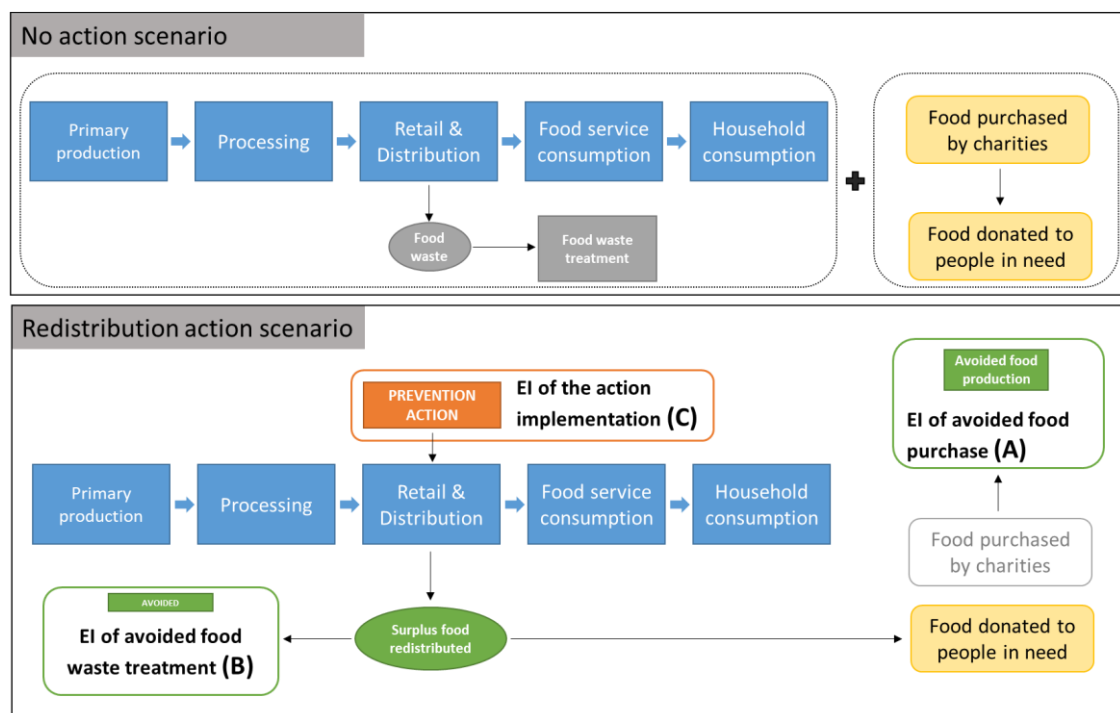 No action scenario
Primary
production
Processing
Retail &
Distribution
Food service
consumption
Household
consumption
Food
waste
Food waste
treatment
Food purchased
by charities
Food donated to
people in need
Redistribution action scenario
PREVENTION
ACTION
EI of the action
implementation (C)
Avoided food
production
EI of avoided food
purchase (A)
Primary
production
Processing
Retail &
Distribution
Food service
consumption
Household
consumption
Food purchased
by charities
AVOIDED
EI of avoided food
waste treatment (B)
Surplus food
redistributed
Food donated to
people in need